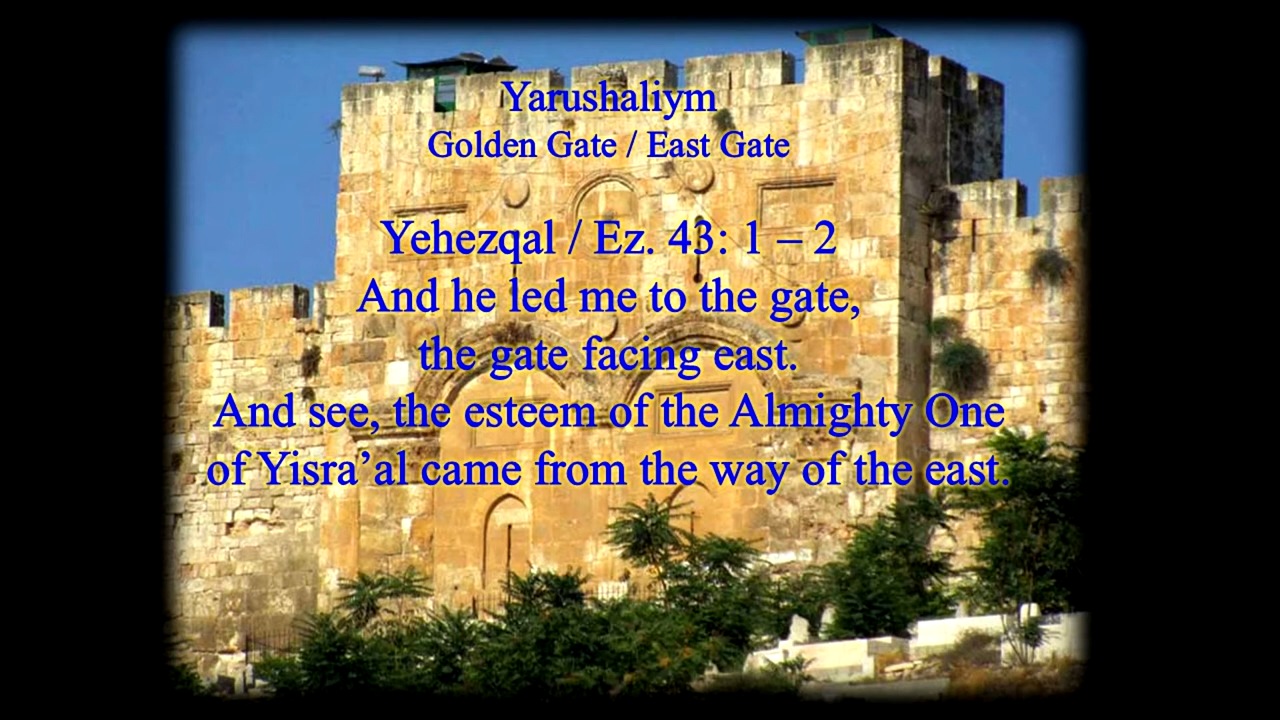 Yarushaliym
Golden Gate / East Gate
Yehezqal / Ez. 43: 1 – 2
And he led me to the gate,
the gate facing east.
And see, the esteem of the Almighty One
of Yisra’al came from the way of the east.